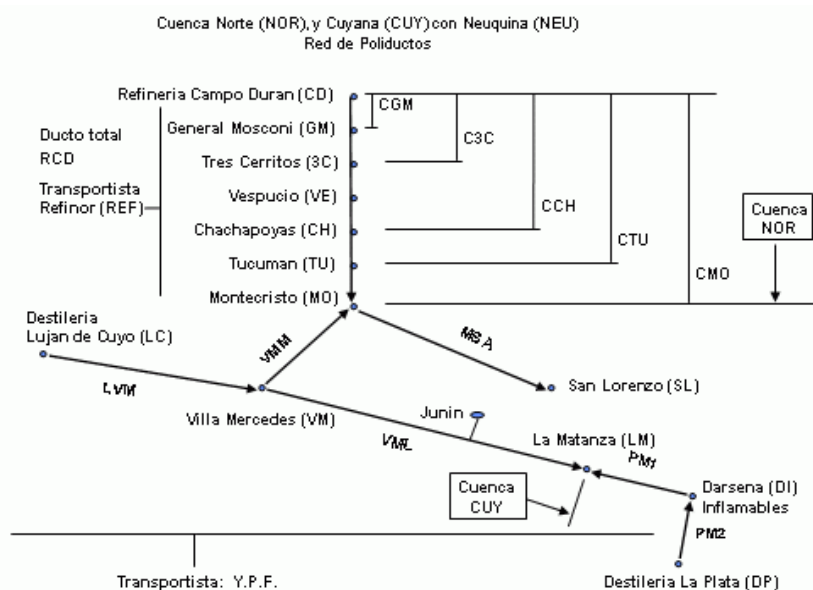 Cuenca Norte (NOR), y Cuyana (CUY) con Neuquina (NEU)
Red de Poliductos
Refineria Campo Duran (CD)
CGM
General Mosconi (GM)
Ducto total
RCD
C3C
Tres Cerritos (3C)
Transportista
Refinor (REF)
Vespucio (VE)
CCH
Cuenca
NOR
Chachapoyas (CH)
CTU
Tucuman (TU)
CMO
Montecristo (MO)
Destileria
Lujan de Cuyo (LC)
VMM
MSA
LVM
San Lorenzo (SL)
Villa Mercedes (VM)
Junin
VML
La Matanza (LM)
PM1
Cuenca
CUY
Darsena (DI)
Inflamables
PM2
Transportista: Y.P.F.
Destileria La Plata (DP)